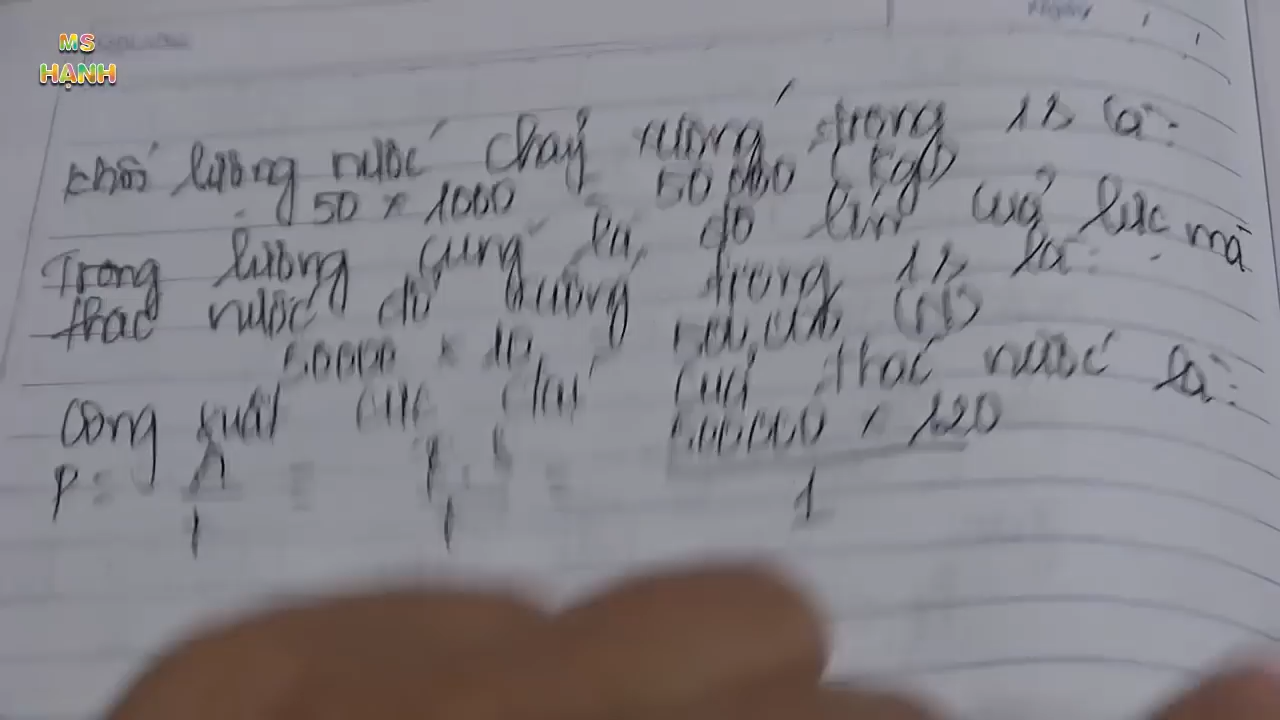 MS
HẠNH
Khối lượng nước chảy xuống trong 1s là:
50 x 1000 50 000 (kg)
Trọng lượng cũng là độ lớn của lực mà
thác nước đổ xuống trong 1s là:
50000 x 10 500.000 (N)
Công suất cực đại của thác nước là:
P = A = P.h = 500000 x 120
1